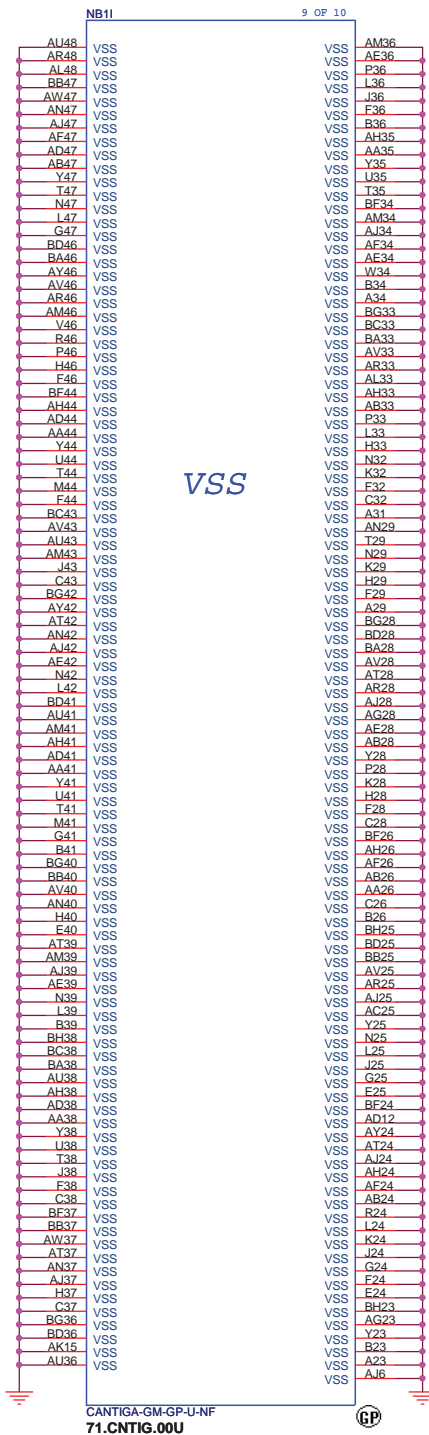 NB1I 9 OF 10
AU48 VSS VSS AM36
AR48 VSS VSS AE36
AL48 VSS VSS P36
BB47 VSS VSS L36
AW47 VSS VSS J36
AN47 VSS VSS F36
AJ47 VSS VSS B36
AF47 VSS VSS AH35
AD47 VSS VSS AA35
AB47 VSS VSS Y35
Y47 VSS VSS U35
T47 VSS VSS T35
N47 VSS VSS BF34
L47 VSS VSS AM34
G47 VSS VSS AJ34
BD46 VSS VSS AF34
BA46 VSS VSS AE34
AY46 VSS VSS W34
AV46 VSS VSS B34
AR46 VSS VSS A34
AM46 VSS VSS BG33
V46 VSS VSS BC33
R46 VSS VSS BA33
P46 VSS VSS AV33
H46 VSS VSS AR33
F46 VSS VSS AL33
BF44 VSS VSS AH33
AH44 VSS VSS AB33
AD44 VSS VSS P33
AA44 VSS VSS L33
Y44 VSS VSS H33
U44 VSS VSS N32
T44 VSS VSS K32
VSS
M44 VSS VSS F32
F44 VSS VSS C32
BC43 VSS VSS A31
AV43 VSS VSS AN29
AU43 VSS VSS T29
AM43 VSS VSS N29
J43 VSS VSS K29
C43 VSS VSS H29
BG42 VSS VSS F29
AY42 VSS VSS A29
AT42 VSS VSS BG28
AN42 VSS VSS BD28
AJ42 VSS VSS BA28
AE42 VSS VSS AV28
N42 VSS VSS AT28
L42 VSS VSS AR28
BD41 VSS VSS AJ28
AU41 VSS VSS AG28
AM41 VSS VSS AE28
AH41 VSS VSS AB28
AD41 VSS VSS Y28
AA41 VSS VSS P28
Y41 VSS VSS K28
U41 VSS VSS H28
T41 VSS VSS F28
M41 VSS VSS C28
G41 VSS VSS BF26
B41 VSS VSS AH26
BG40 VSS VSS AF26
BB40 VSS VSS AB26
AV40 VSS VSS AA26
AN40 VSS VSS C26
H40 VSS VSS B26
E40 VSS VSS BH25
AT39 VSS VSS BD25
AM39 VSS VSS BB25
AJ39 VSS VSS AV25
AE39 VSS VSS AR25
N39 VSS VSS AJ25
L39 VSS VSS AC25
B39 VSS VSS Y25
BH38 VSS VSS N25
BC38 VSS VSS L25
BA38 VSS VSS J25
AU38 VSS VSS G25
AH38 VSS VSS E25
AD38 VSS VSS BF24
AA38 VSS VSS AD12
Y38 VSS VSS AY24
U38 VSS VSS AT24
T38 VSS VSS AJ24
J38 VSS VSS AH24
F38 VSS VSS AF24
C38 VSS VSS AB24
BF37 VSS VSS R24
BB37 VSS VSS L24
AW37 VSS VSS K24
AT37 VSS VSS J24
AN37 VSS VSS G24
AJ37 VSS VSS F24
H37 VSS VSS E24
C37 VSS VSS BH23
BG36 VSS VSS AG23
BD36 VSS VSS Y23
AK15 VSS VSS B23
AU36 VSS VSS A23
VSS AJ6
CANTIGA-GM-GP-U-NF GP
71.CNTIG.00U